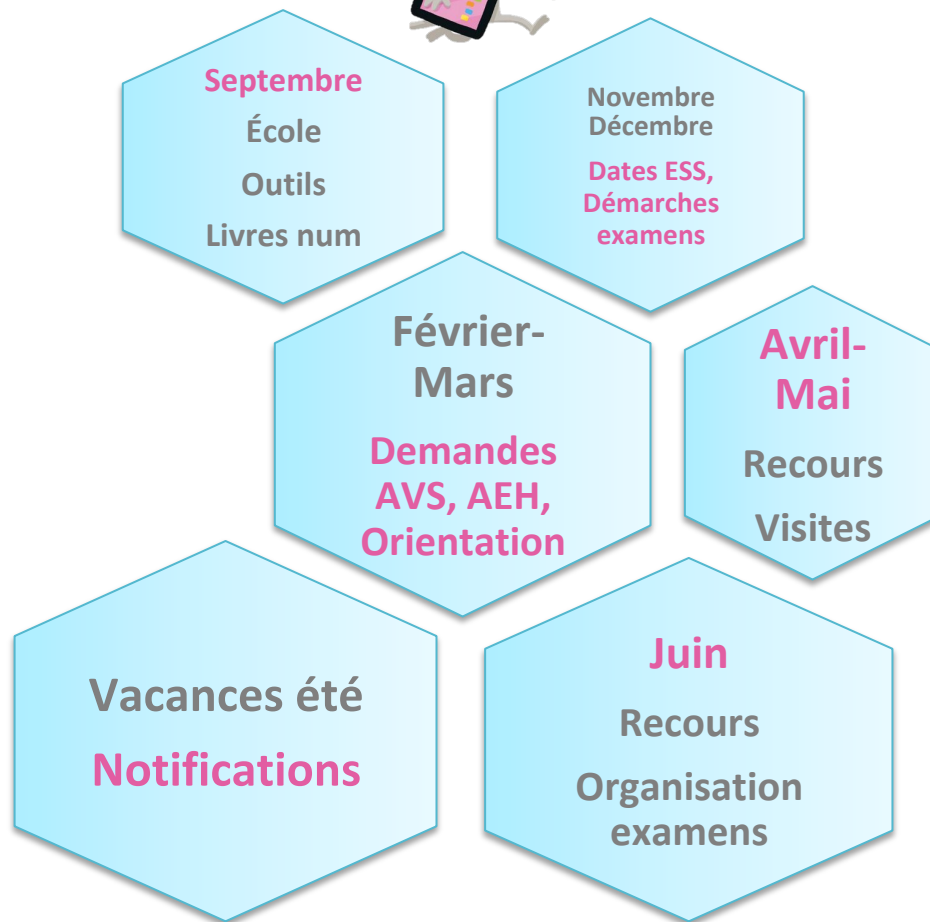 Septembre
École
Outils
Livres num
Novembre
Décembre
Dates ESS,
Démarches
examens
Février-
Mars
Demandes
AVS, AEH,
Orientation
Avril-
Mai
Recours
Visites
Vacances été
Notifications
Juin
Recours
Organisation
examens